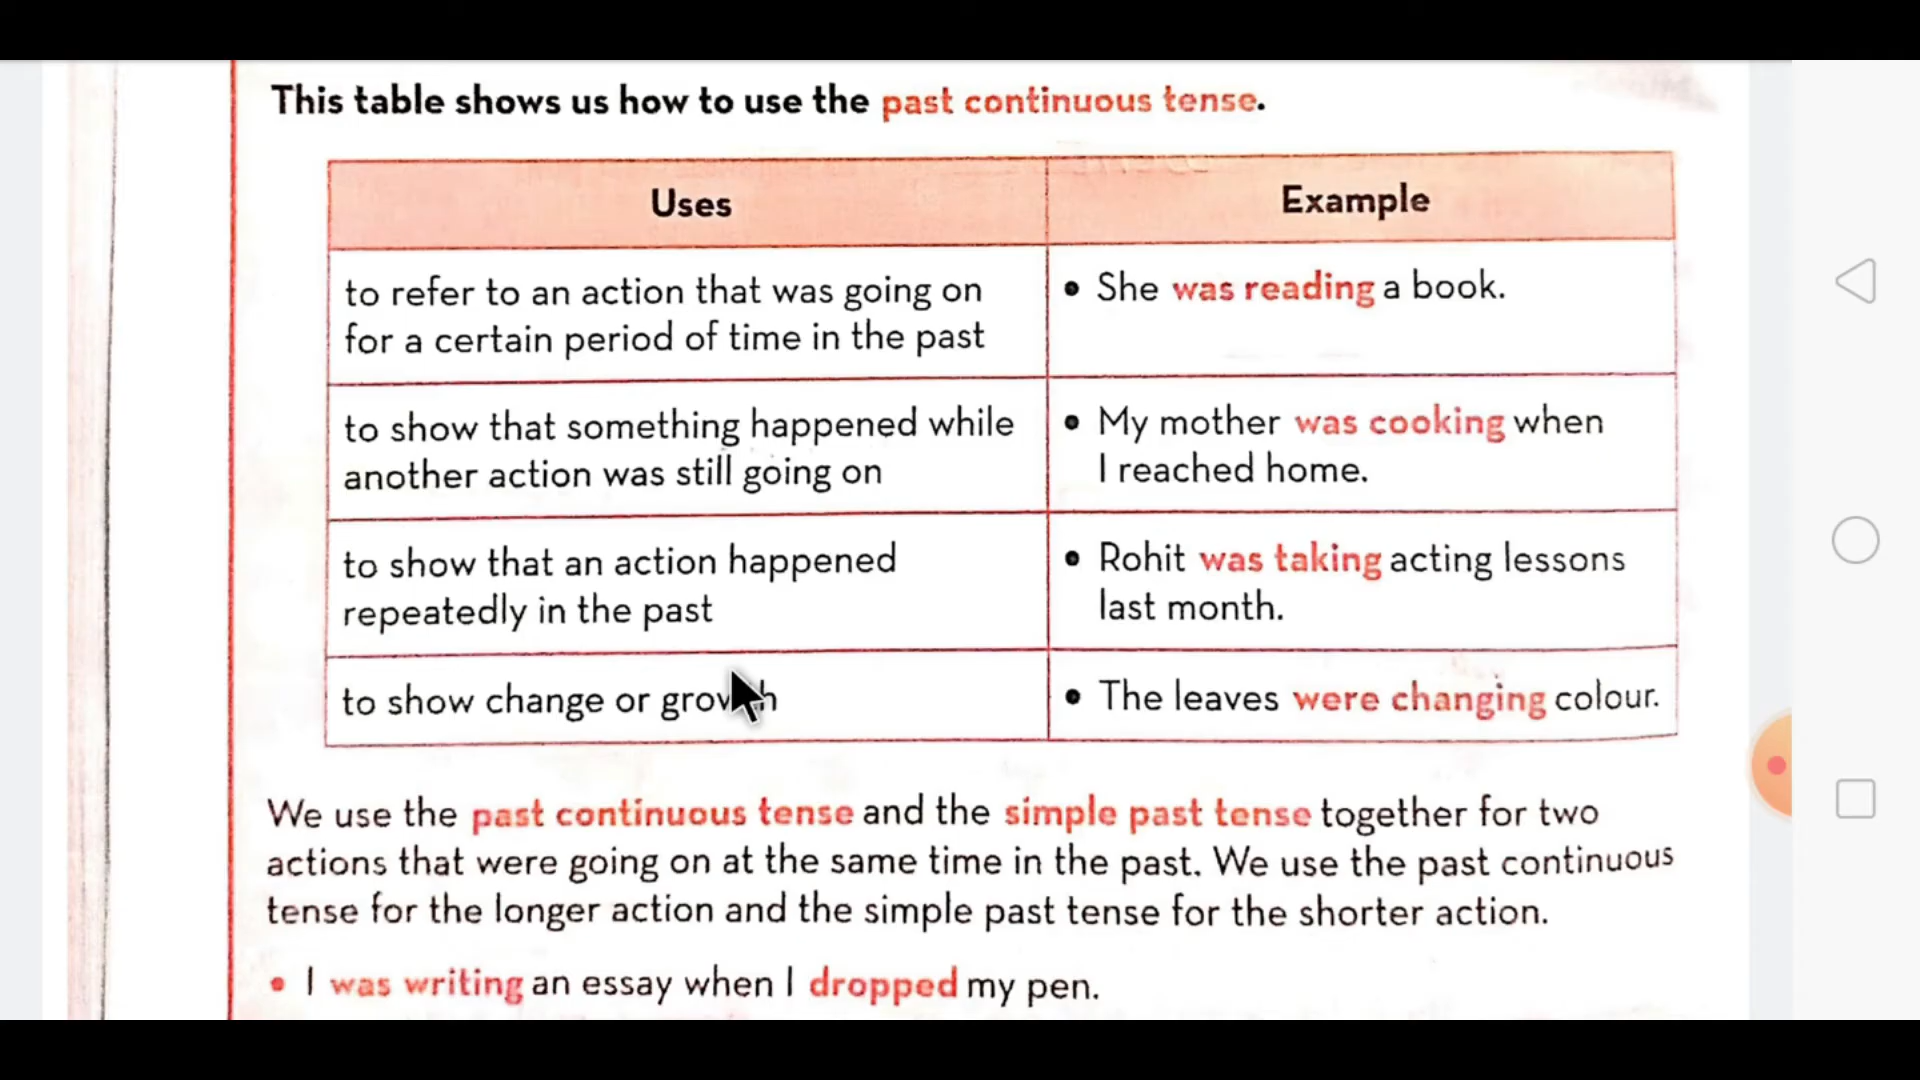 This table shows us how to use the past continuous tense.
Uses
Example
to refer to an action that was going on
for a certain period of time in the past
• She was reading a book.
to show that something happened while
another action was still going on
• My mother was cooking when
I reached home.
to show that an action happened
repeatedly in the past
• Rohit was taking acting lessons
last month.
to show change or growth
• The leaves were changing colour.
We use the past continuous tense and the simple past tense together for two
actions that were going on at the same time in the past. We use the past continuous
tense for the longer action and the simple past tense for the shorter action.
• I was writing an essay when I dropped my pen.